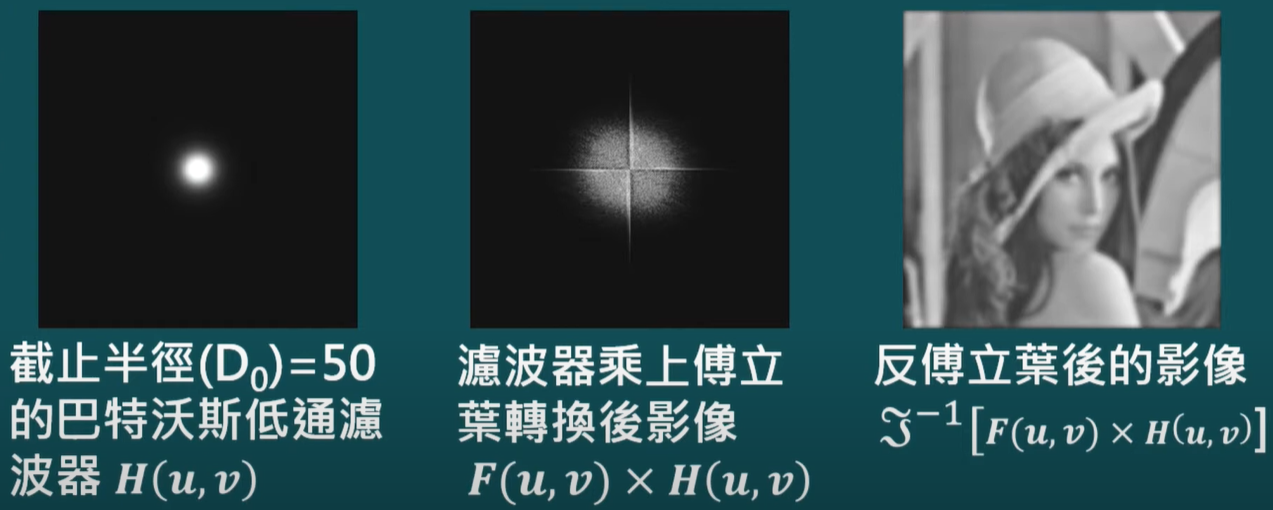 截止半徑(D₀)=50
的巴特沃斯低通濾
波器 H(u, v)
濾波器乘上傅立
葉轉換後影像
F(u, v) × H(u, v)
反傅立葉後的影像
ℑ⁻¹[F(u, v) × H(u, v)]